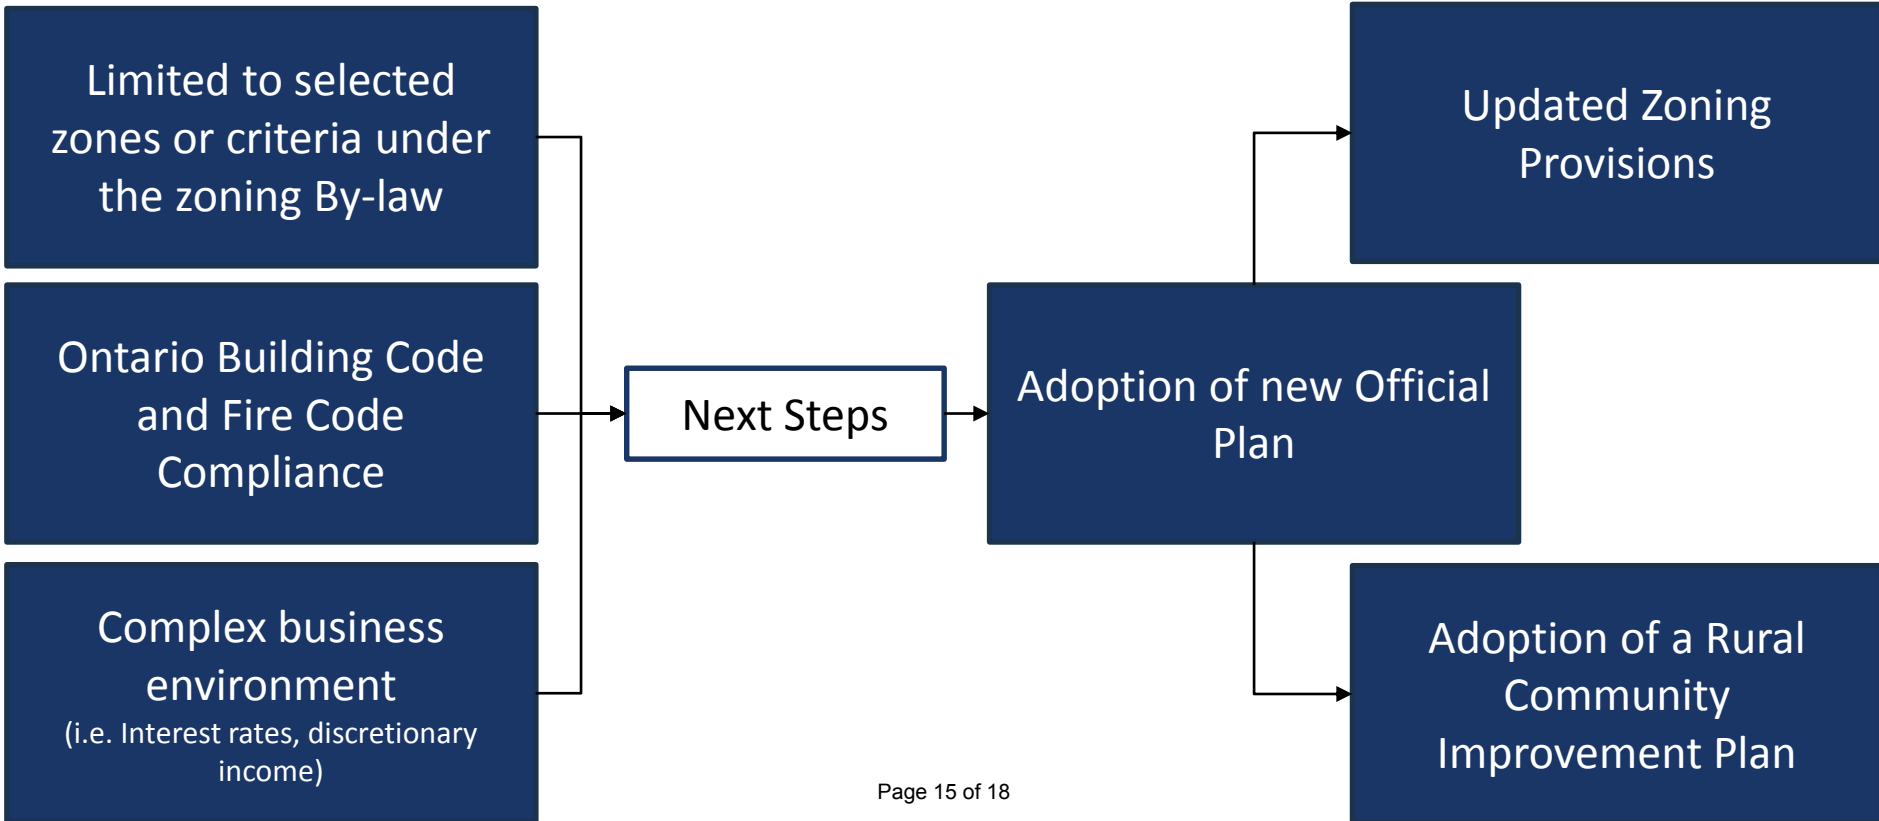 Limited to selected
zones or criteria under
the zoning By-law
Ontario Building Code
and Fire Code
Compliance
Complex business
environment
(i.e. Interest rates, discretionary
income)
Next Steps
Adoption of new Official
Plan
Updated Zoning
Provisions
Adoption of a Rural
Community
Improvement Plan
Page 15 of 18